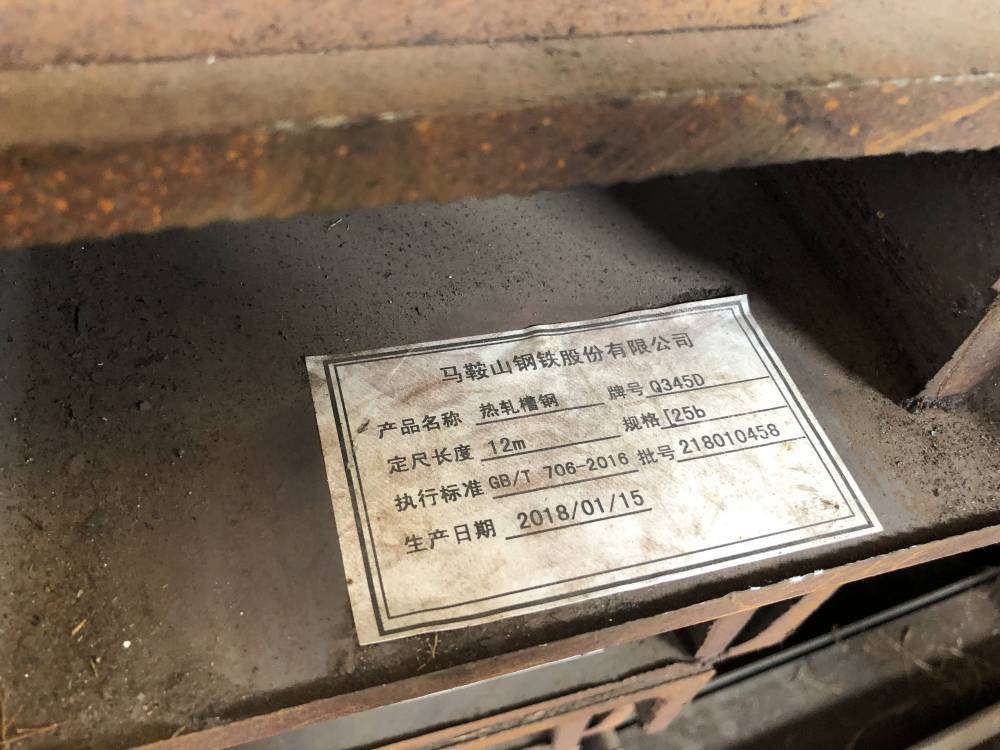 马鞍山钢铁股份有限公司
产品名称 热轧槽钢 牌号 Q345D
定尺长度 12m 规格 [25b
执行标准 GB/T 706-2016 批号 218010458
生产日期 2018/01/15